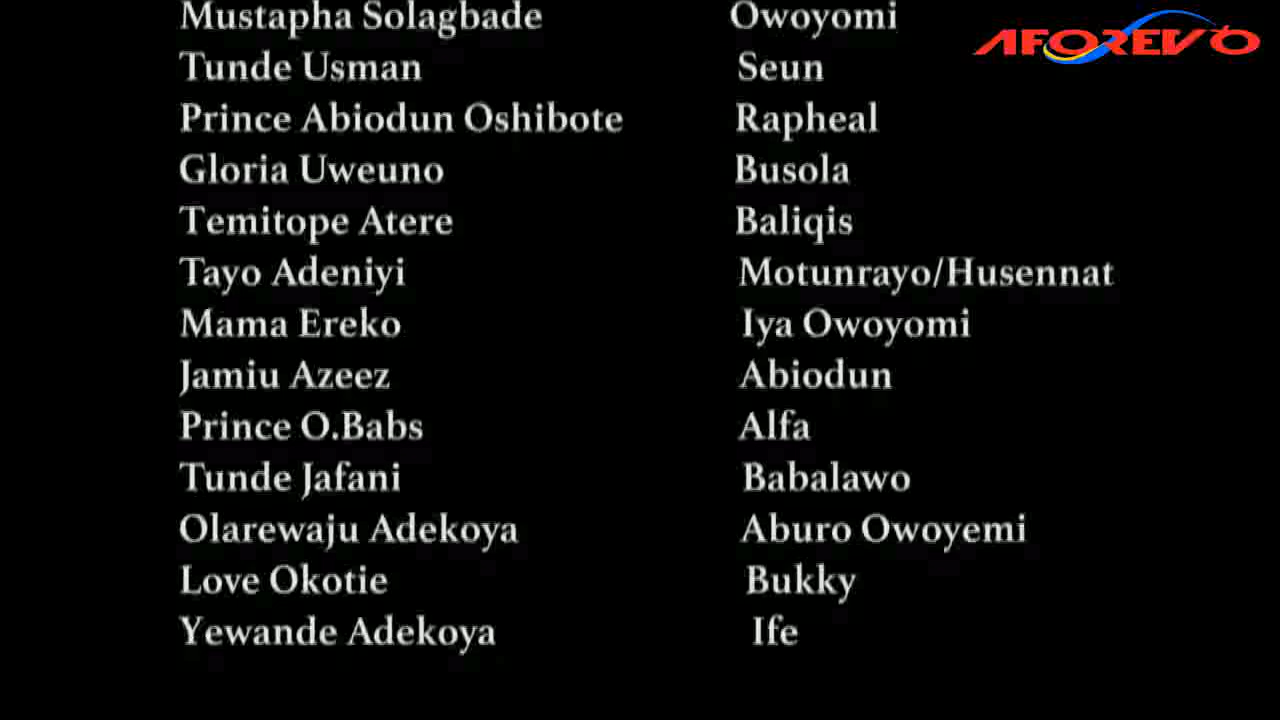 Mustapha Solagbade Owoyomi
AFOREVO
Tunde Usman Seun
Prince Abiodun Oshibote Rapheal
Gloria Uweuno Busola
Temitope Atere Baliqis
Tayo Adeniyi Motunrayo/Husennat
Mama Ereko Iya Owoyomi
Jamiu Azeez Abiodun
Prince O.Babs Alfa
Tunde Jafani Babalawo
Olarewaju Adekoya Aburo Owoyemi
Love Okotie Bukky
Yewande Adekoya Ife